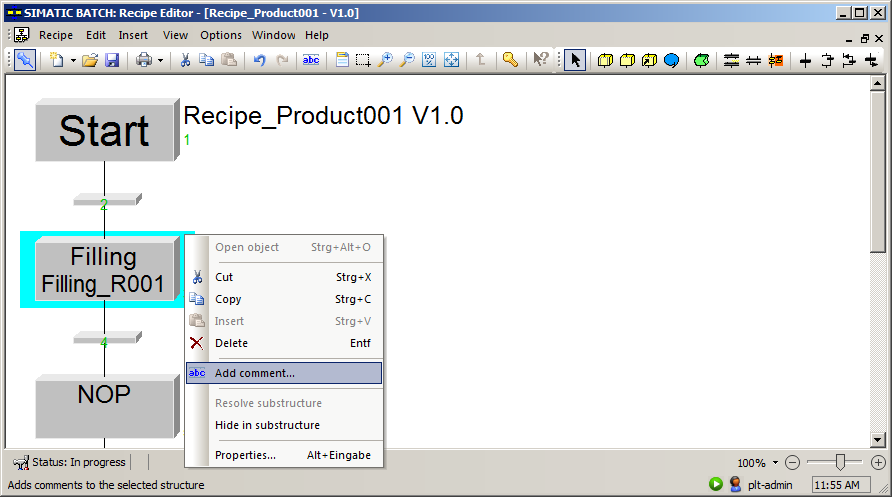 SIMATIC BATCH: Recipe Editor - [Recipe_Product001 - V1.0]
Recipe Edit Insert View Options Window Help
abc
100 %
Start
Recipe_Product001 V1.0
1
2
Filling
Filling_R001
4
NOP
Open object Strg+Alt+O
Cut Strg+X
Copy Strg+C
Insert Strg+V
Delete Entf
abc Add comment...
Resolve substructure
Hide in substructure
Properties... Alt+Eingabe
Status: In progress
100%
Adds comments to the selected structure
plt-admin
11:55 AM